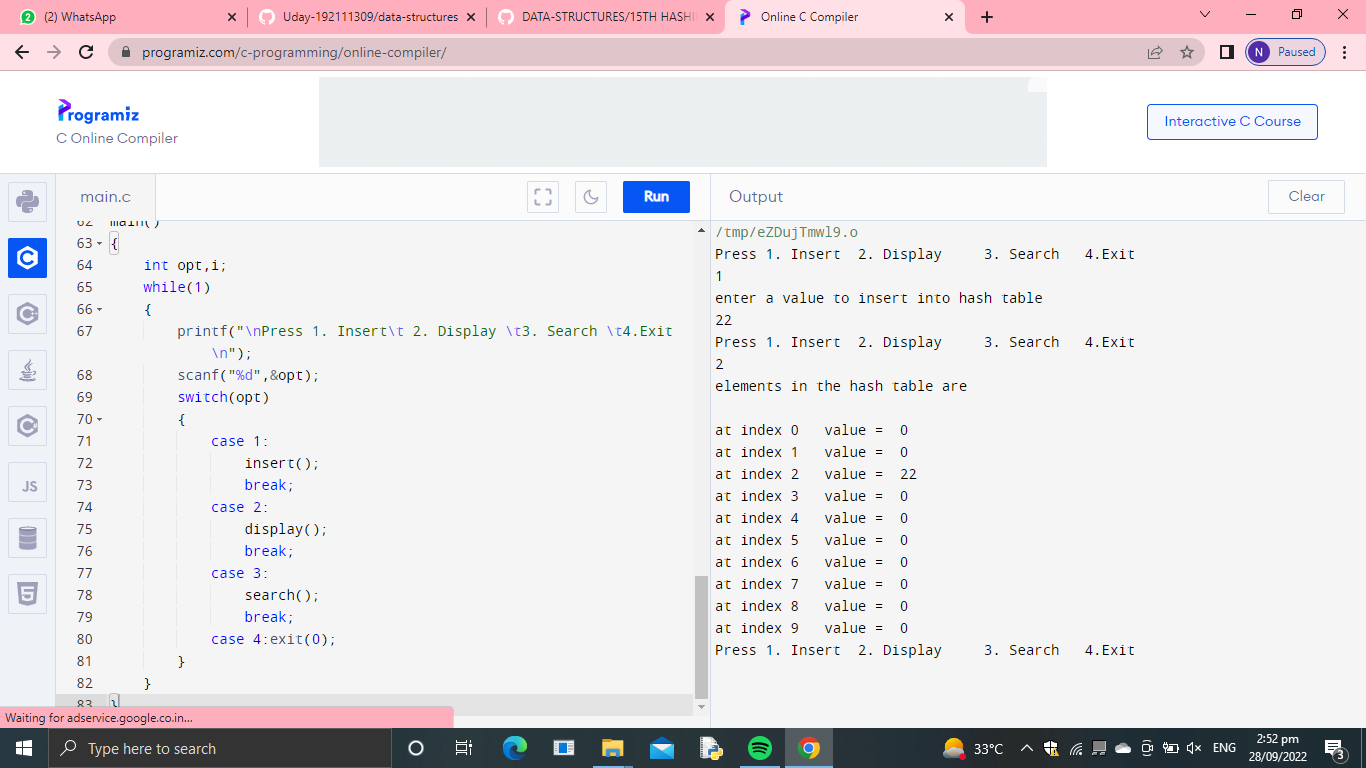 (2) WhatsApp
Uday-192111309/data-structures
DATA-STRUCTURES/15TH HASHI
Online C Compiler
programiz.com/c-programming/online-compiler/
N Paused
Programiz
C Online Compiler
Interactive C Course
main.c
Run
Output
Clear
JS
62 main()
63 {
64 int opt,i;
65 while(1)
66 {
67 printf("\nPress 1. Insert\t 2. Display \t3. Search \t4.Exit
\n");
68 scanf("%d",&opt);
69 switch(opt)
70 {
71 case 1:
72 insert();
73 break;
74 case 2:
75 display();
76 break;
77 case 3:
78 search();
79 break;
80 case 4:exit(0);
81 }
82 }
83 }
/tmp/eZDujTmwl9.o
Press 1. Insert  2. Display     3. Search   4.Exit
1
enter a value to insert into hash table
22
Press 1. Insert  2. Display     3. Search   4.Exit
2
elements in the hash table are
at index 0   value =  0
at index 1   value =  0
at index 2   value =  22
at index 3   value =  0
at index 4   value =  0
at index 5   value =  0
at index 6   value =  0
at index 7   value =  0
at index 8   value =  0
at index 9   value =  0
Press 1. Insert  2. Display     3. Search   4.Exit
Waiting for adservice.google.co.in...
Type here to search
33°C
ENG
2:52 pm
28/09/2022
3